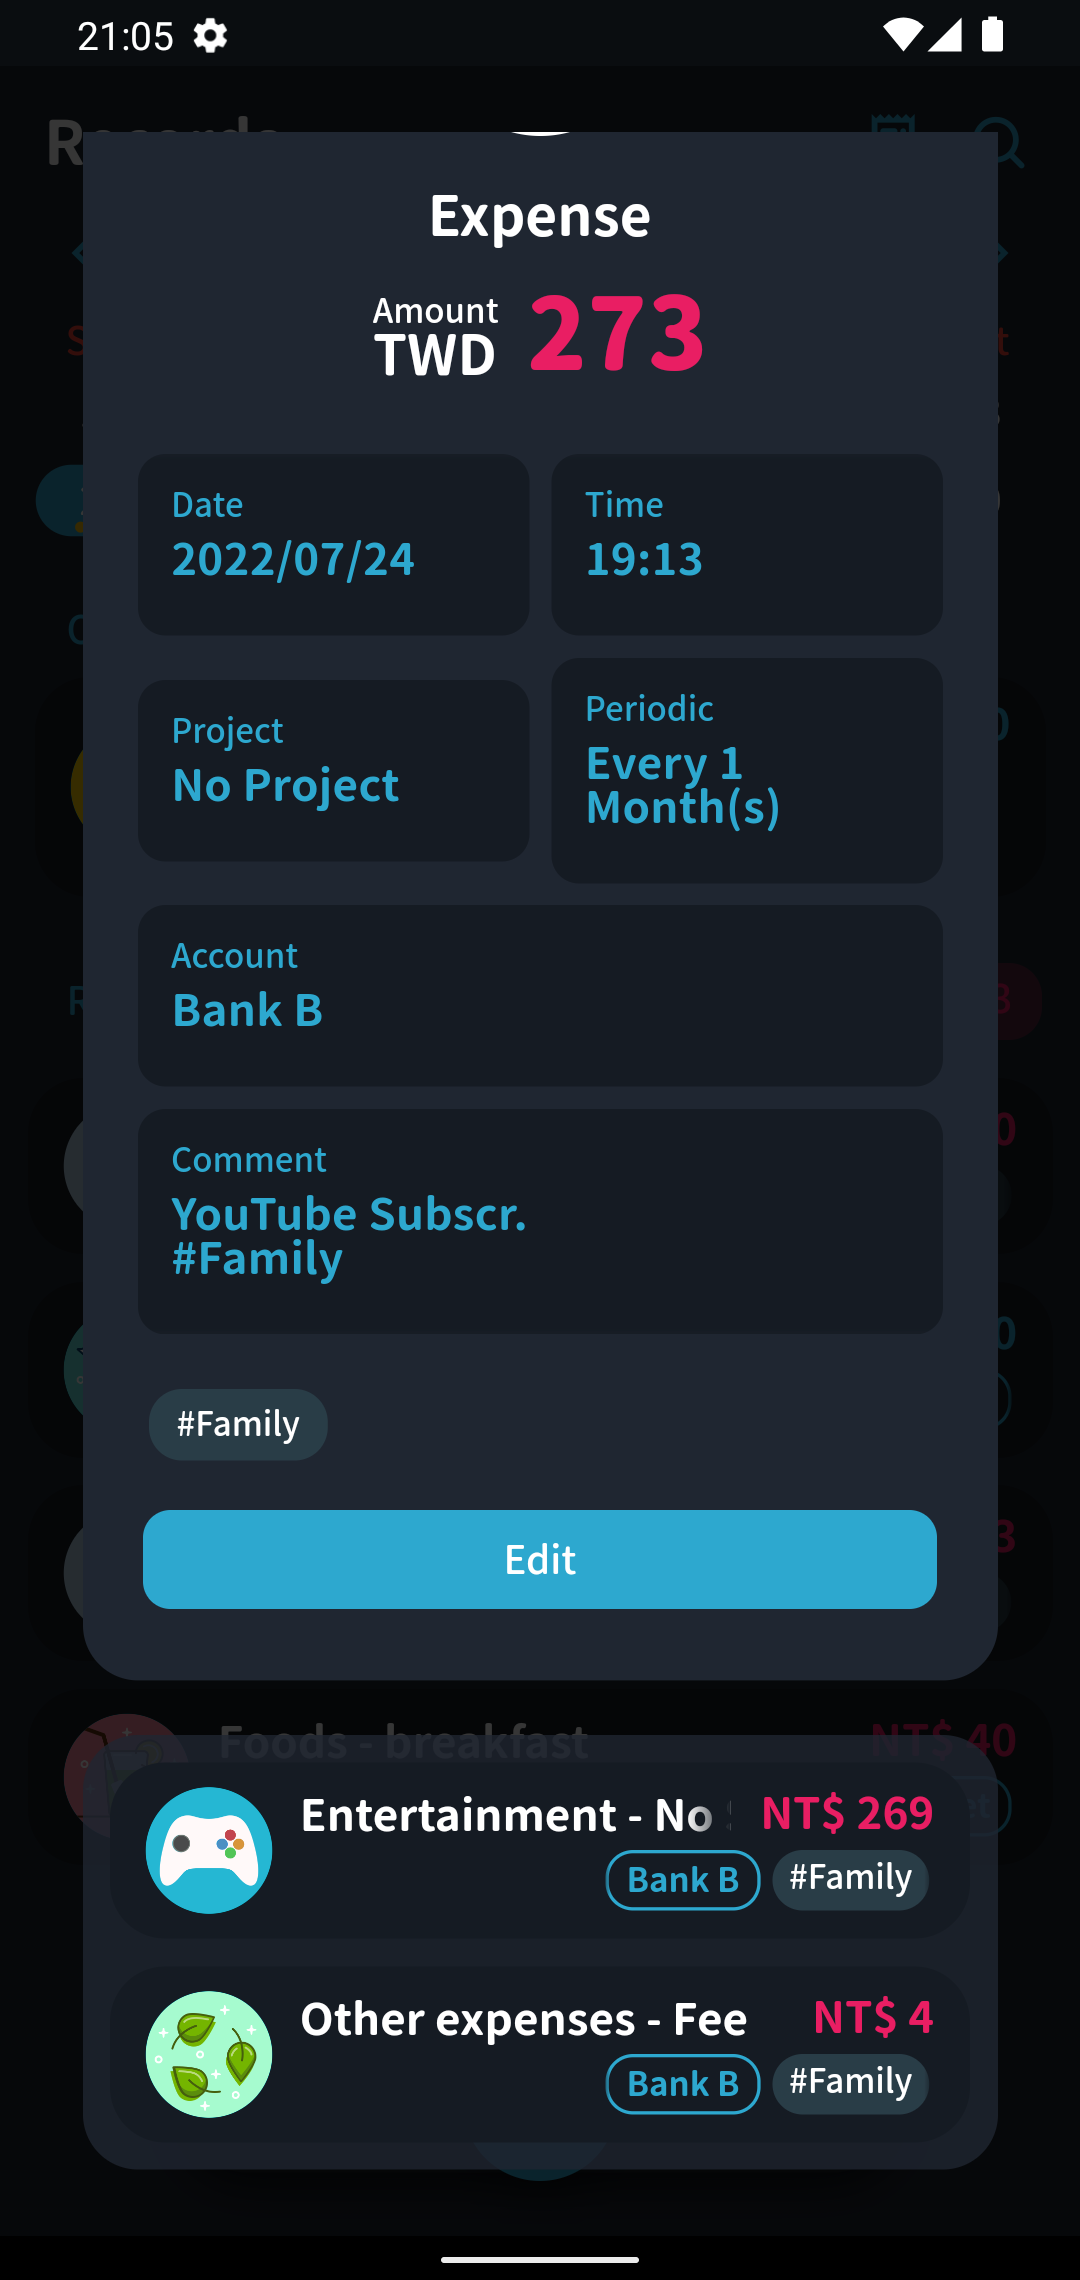 21:05
Records
Expense
Amount
TWD 273
Date
2022/07/24
Time
19:13
Project
No Project
Periodic
Every 1
Month(s)
Account
Bank B
Comment
YouTube Subscr.
#Family
#Family
Edit
Foods - breakfast NT$ 40
Entertainment - No NT$ 269
Bank B #Family
Other expenses - Fee NT$ 4
Bank B #Family